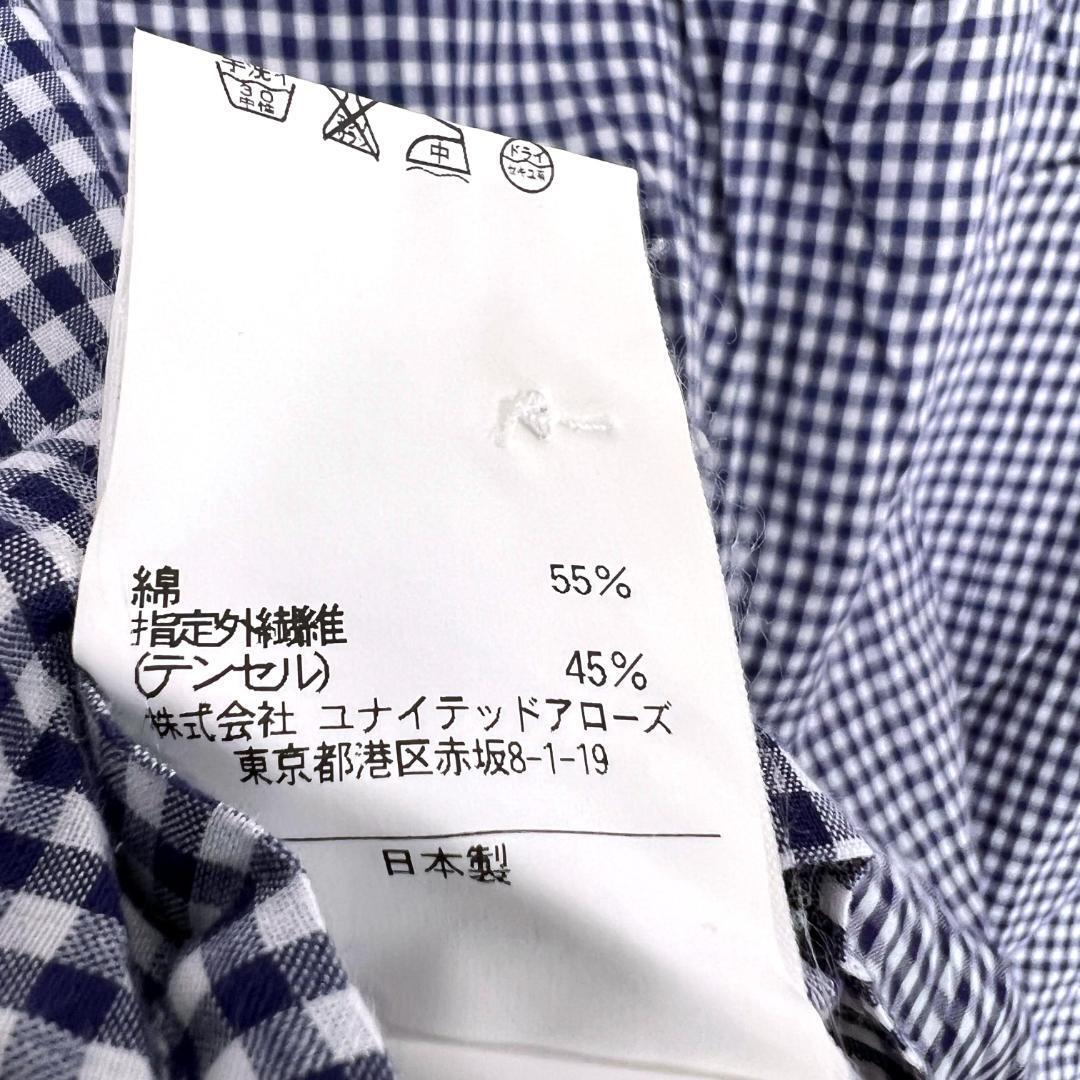 手洗イ
30
中性
中
ドライ
セキユ系
綿 55%
指定外繊維
(テンセル) 45%
株式会社 ユナイテッドアローズ
東京都港区赤坂8-1-19
日本製